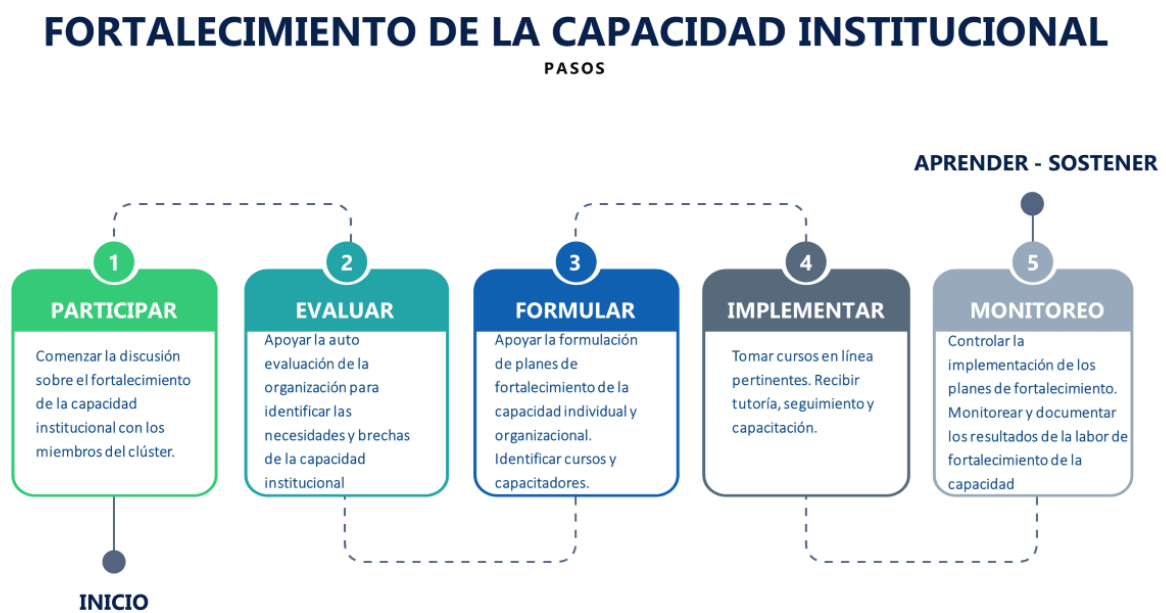 FORTALECIMIENTO DE LA CAPACIDAD INSTITUCIONAL
PASOS
APRENDER - SOSTENER
1
PARTICIPAR
Comenzar la discusión
sobre el fortalecimiento
de la capacidad
institucional con los
miembros del clúster.
2
EVALUAR
Apoyar la auto
evaluación de la
organización para
identificar las
necesidades y brechas
de la capacidad
institucional
3
FORMULAR
Apoyar la formulación
de planes de
fortalecimiento de la
capacidad individual y
organizacional.
Identificar cursos y
capacitadores.
4
IMPLEMENTAR
Tomar cursos en línea
pertinentes. Recibir
tutoría, seguimiento y
capacitación.
5
MONITOREO
Controlar la
implementación de los
planes de fortalecimiento.
Monitorear y documentar
los resultados de la labor de
fortalecimiento de la
capacidad
INICIO